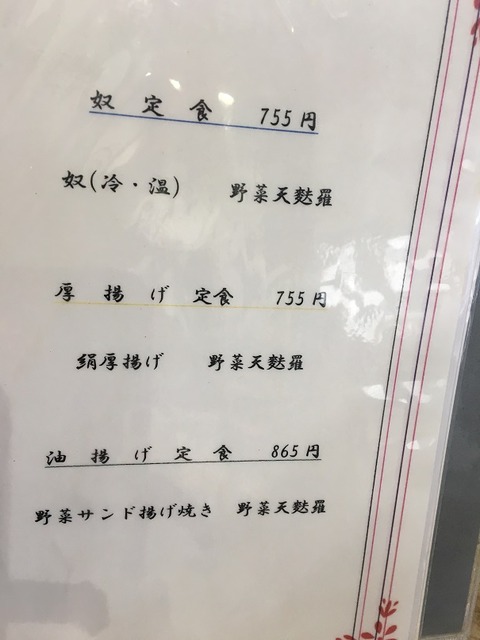 奴定食 755円
奴(冷・温) 野菜天麩羅
厚揚げ定食 755円
絹厚揚げ 野菜天麩羅
油揚げ定食 865円
野菜サンド揚げ焼き 野菜天麩羅